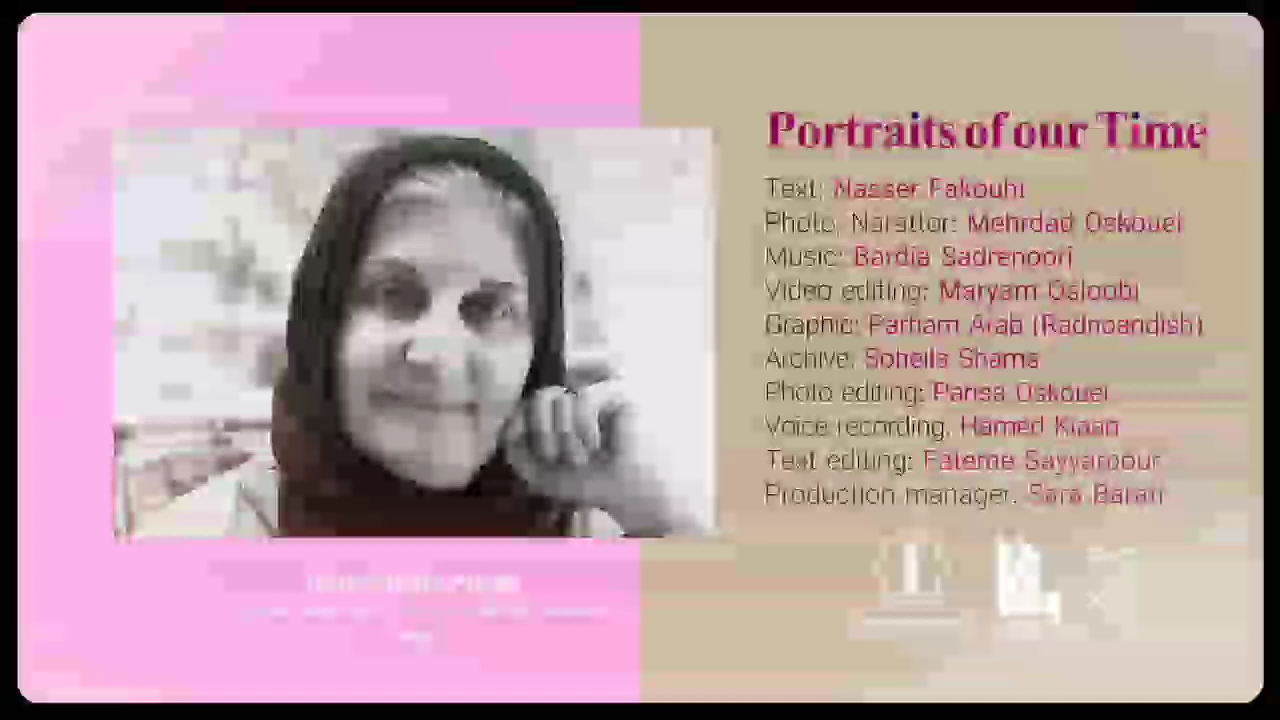 Portraits of our Time
Text: Nasser Fakouhi
Photo, Narattor: Mehrdad Oskouei
Music: Bardia Sadrenoori
Video editing: Maryam Osloobi
Graphic: Parham Arab (Radnoandish)
Archive: Soheila Shams
Photo editing: Parisa Oskouei
Voice recording: Hamed Kiaan
Text editing: Fateme Sayyarpour
Production manager: Sara Barari